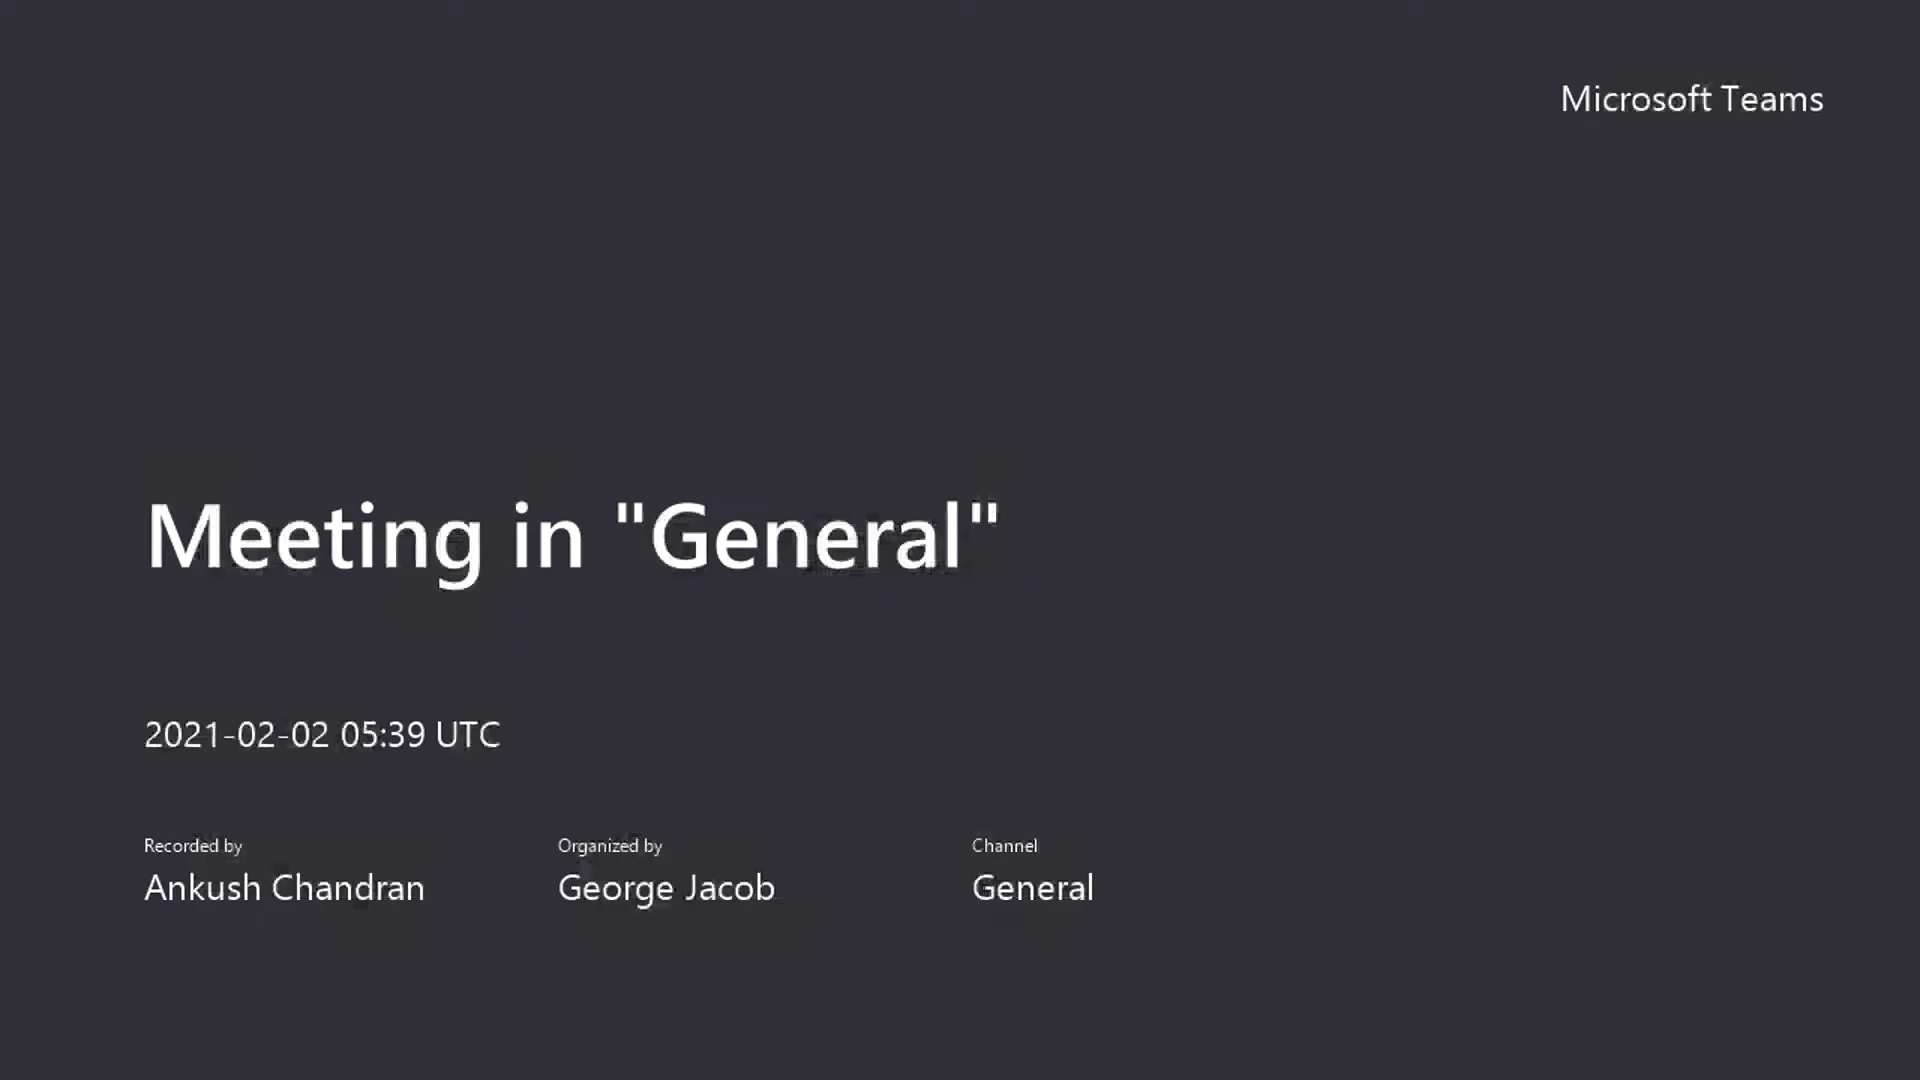 Microsoft Teams
Meeting in "General"
2021-02-02 05:39 UTC
Recorded by
Ankush Chandran
Organized by
George Jacob
Channel
General